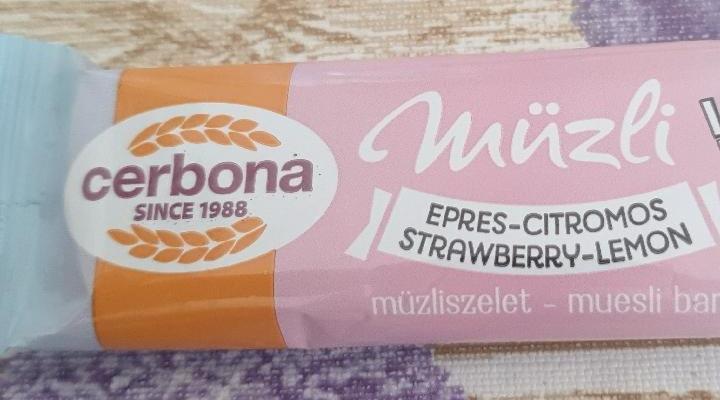 cerbona
SINCE 1988
müzli
EPRES-CITROMOS
STRAWBERRY-LEMON
müzliszelet - muesli bar